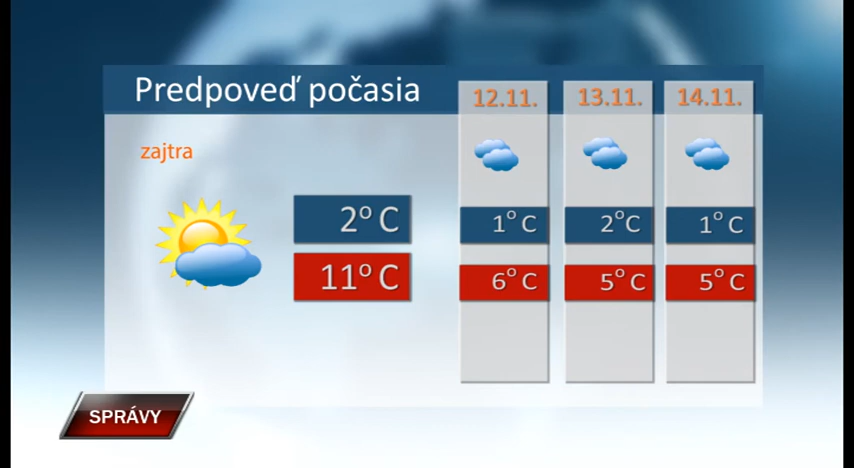 Predpoveď počasia
zajtra
2° C
11° C
12.11.
1° C
6° C
13.11.
2°C
5° C
14.11.
1° C
5° C
SPRÁVY